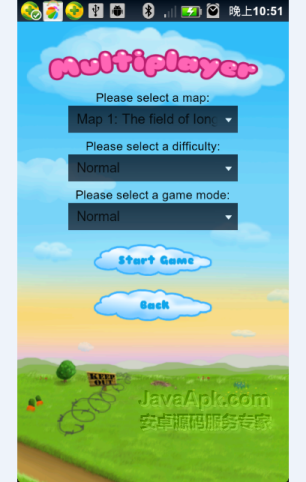 晚上10:51
Multiplayer
Please select a map:
Map 1: The field of long
Please select a difficulty:
Normal
Please select a game mode:
Normal
Start Game
Back
KEEP
OUT
JavaApk.com
安卓源码服务专家